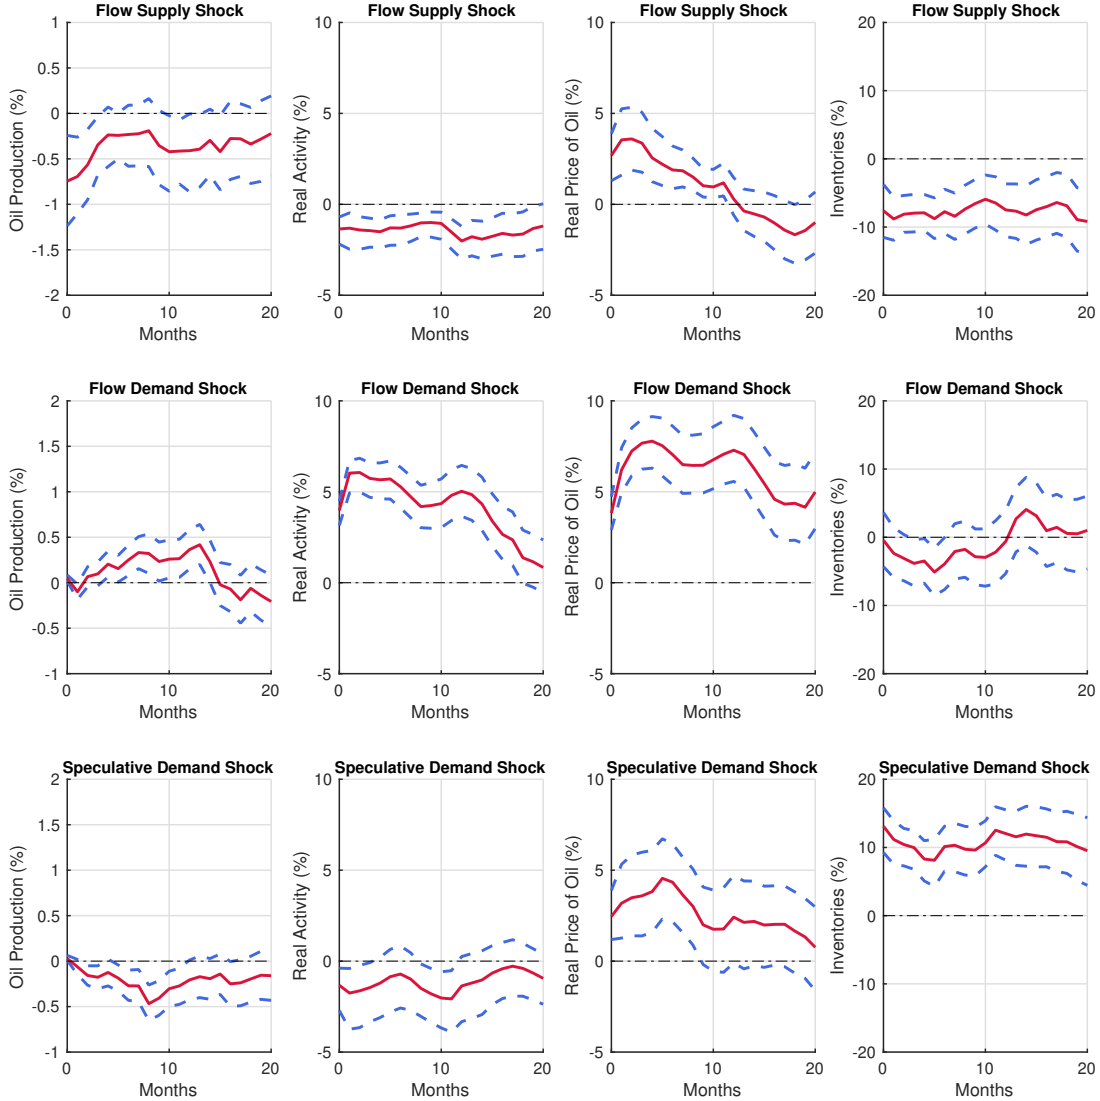 Flow Supply Shock
1
0.5
0
-0.5
-1
-1.5
-2
Oil Production (%)
0 10 20
Months
Flow Supply Shock
10
5
0
-5
Real Activity (%)
0 10 20
Months
Flow Supply Shock
10
5
0
-5
Real Price of Oil (%)
0 10 20
Months
Flow Supply Shock
20
10
0
-10
-20
Inventories (%)
0 10 20
Months
Flow Demand Shock
2
1.5
1
0.5
0
-0.5
-1
Oil Production (%)
0 10 20
Months
Flow Demand Shock
10
5
0
-5
Real Activity (%)
0 10 20
Months
Flow Demand Shock
10
5
0
-5
Real Price of Oil (%)
0 10 20
Months
Flow Demand Shock
20
10
0
-10
-20
Inventories (%)
0 10 20
Months
Speculative Demand Shock
2
1.5
1
0.5
0
-0.5
-1
Oil Production (%)
0 10 20
Months
Speculative Demand Shock
10
5
0
-5
Real Activity (%)
0 10 20
Months
Speculative Demand Shock
10
5
0
-5
Real Price of Oil (%)
0 10 20
Months
Speculative Demand Shock
20
10
0
-10
-20
Inventories (%)
0 10 20
Months